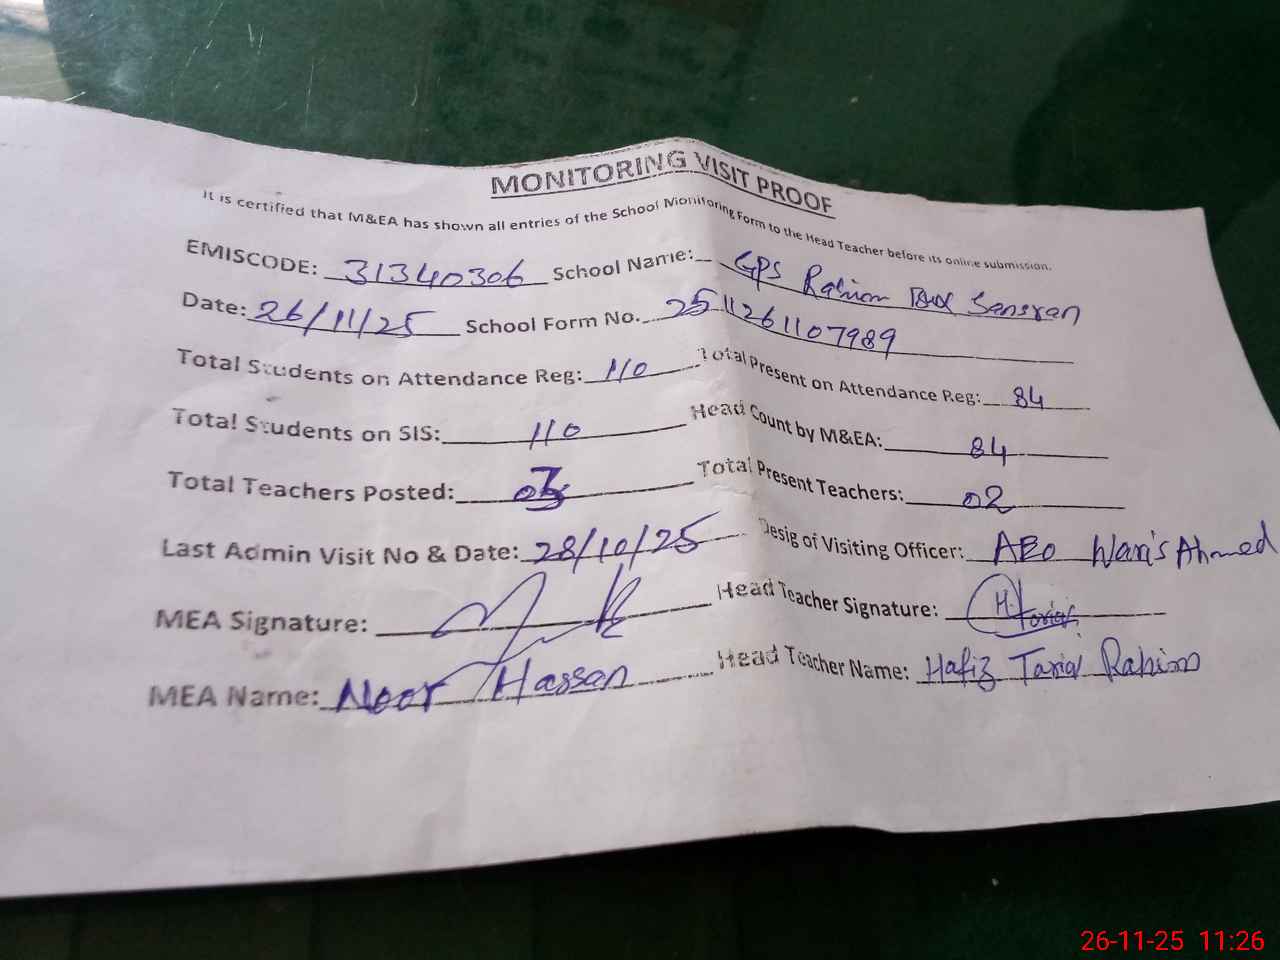 MONITORING VISIT PROOF
It is certified that M&EA has shown all entries of the School Monitoring Form to the Head Teacher before its online submission.
EMISCODE: 31340306 School Name: GPS Rahim Sansran
Date: 26/11/25 School Form No. 2511261107989
Total Students on Attendance Reg: 110 Total Present on Attendance Reg: 84
Total Students on SIS: 110 Head Count by M&EA: 84
Total Teachers Posted: 03 Total Present Teachers: 02
Last Admin Visit No & Date: 28/10/25 Desig of Visiting Officer: AEO Waris Ahmed
MEA Signature: Head Teacher Signature: H. Tariq
MEA Name: Noor Hassan Head Teacher Name: Hafiz Tariq Rahim
26-11-25 11:26